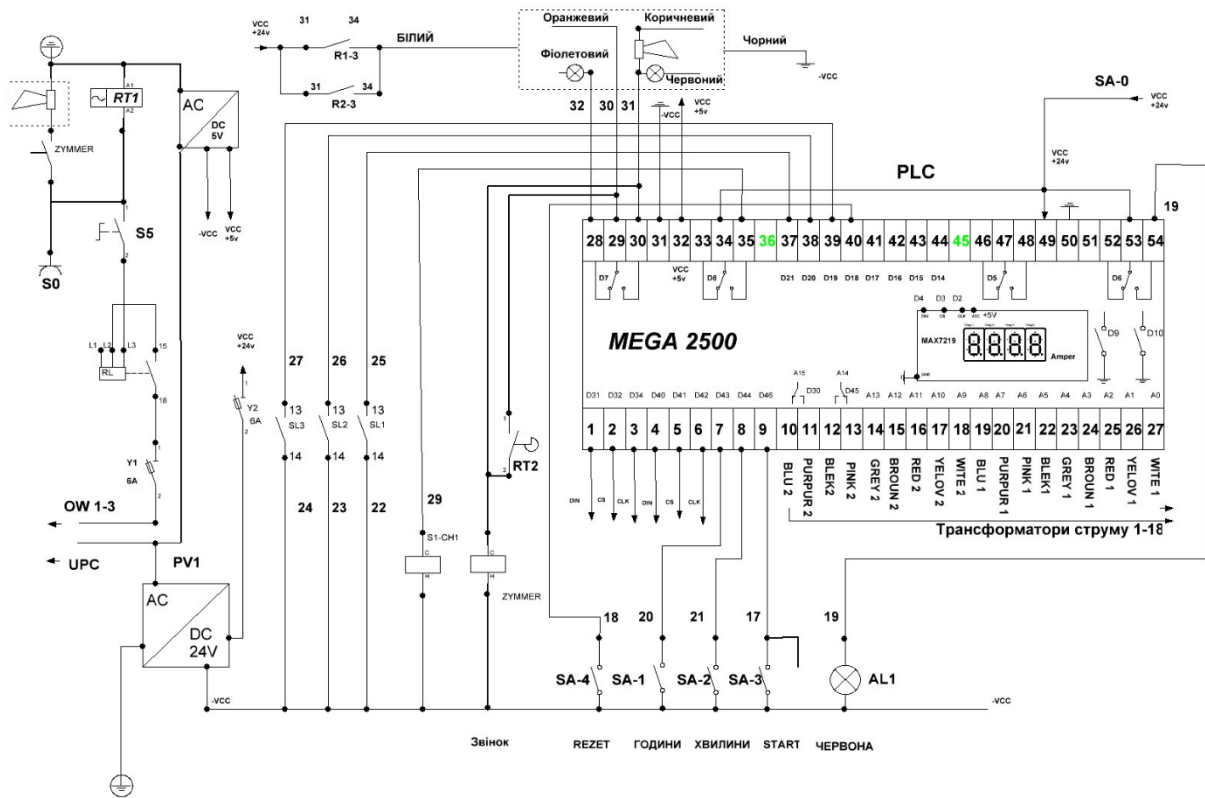 VCC
+24v
31 34
R1-3
31 34
R2-3
БІЛИЙ
Оранжевий
Фіолетовий
Коричневий
Червоний
Чорний
-VCC
32 30 31
-VCC
VCC
+5v
SA-0
VCC
+24v
VCC
+24v
19
PLC
A1
RT1
A2
AC
DC
5V
-VCC
VCC
+5v
ZYMMER
1
S5
2
S0
L1 L2 L3 15
RL
18
1
Y1
6A
2
OW 1-3
UPC
PV1
AC
DC
24V
VCC
+24v
1
Y2
6A
2
27 26 25
13 13 13
SL3 SL2 SL1
14 14 14
24 23 22
29
S1-CH1
C
H
1
RT2
2
C
H
ZYMMER
28 29 30 31 32 33 34 35 36 37 38 39 40 41 42 43 44 45 46 47 48 49 50 51 52 53 54
D7 VCC
+5v D8 D21 D20 D19 D18 D17 D16 D15 D14 D5 D6
D4 D3 D2
DIN CS CLK VCC +5V
MAX7219
Amper
D9 D10
MEGA 2500
A15 D30 A14 D45
D31 D32 D34 D40 D41 D42 D43 D44 D46 A13 A12 A11 A10 A9 A8 A7 A6 A5 A4 A3 A2 A1 A0
1 2 3 4 5 6 7 8 9 10 11 12 13 14 15 16 17 18 19 20 21 22 23 24 25 26 27
DIN CS CLK DIN CS CLK
BLU 2
PURPUR 2
BLEK2
PINK 2
GREY 2
BROUN 2
RED 2
YELOV 2
WITE 2
BLU 1
PURPUR 1
PINK 1
BLEK1
GREY 1
BROUN 1
RED 1
YELOV 1
WITE 1
Трансформатори струму 1-18
18 20 21 17 19
SA-4 SA-1 SA-2 SA-3 AL1
-VCC -VCC
Звінок REZET ГОДИНИ ХВИЛИНИ START ЧЕРВОНА